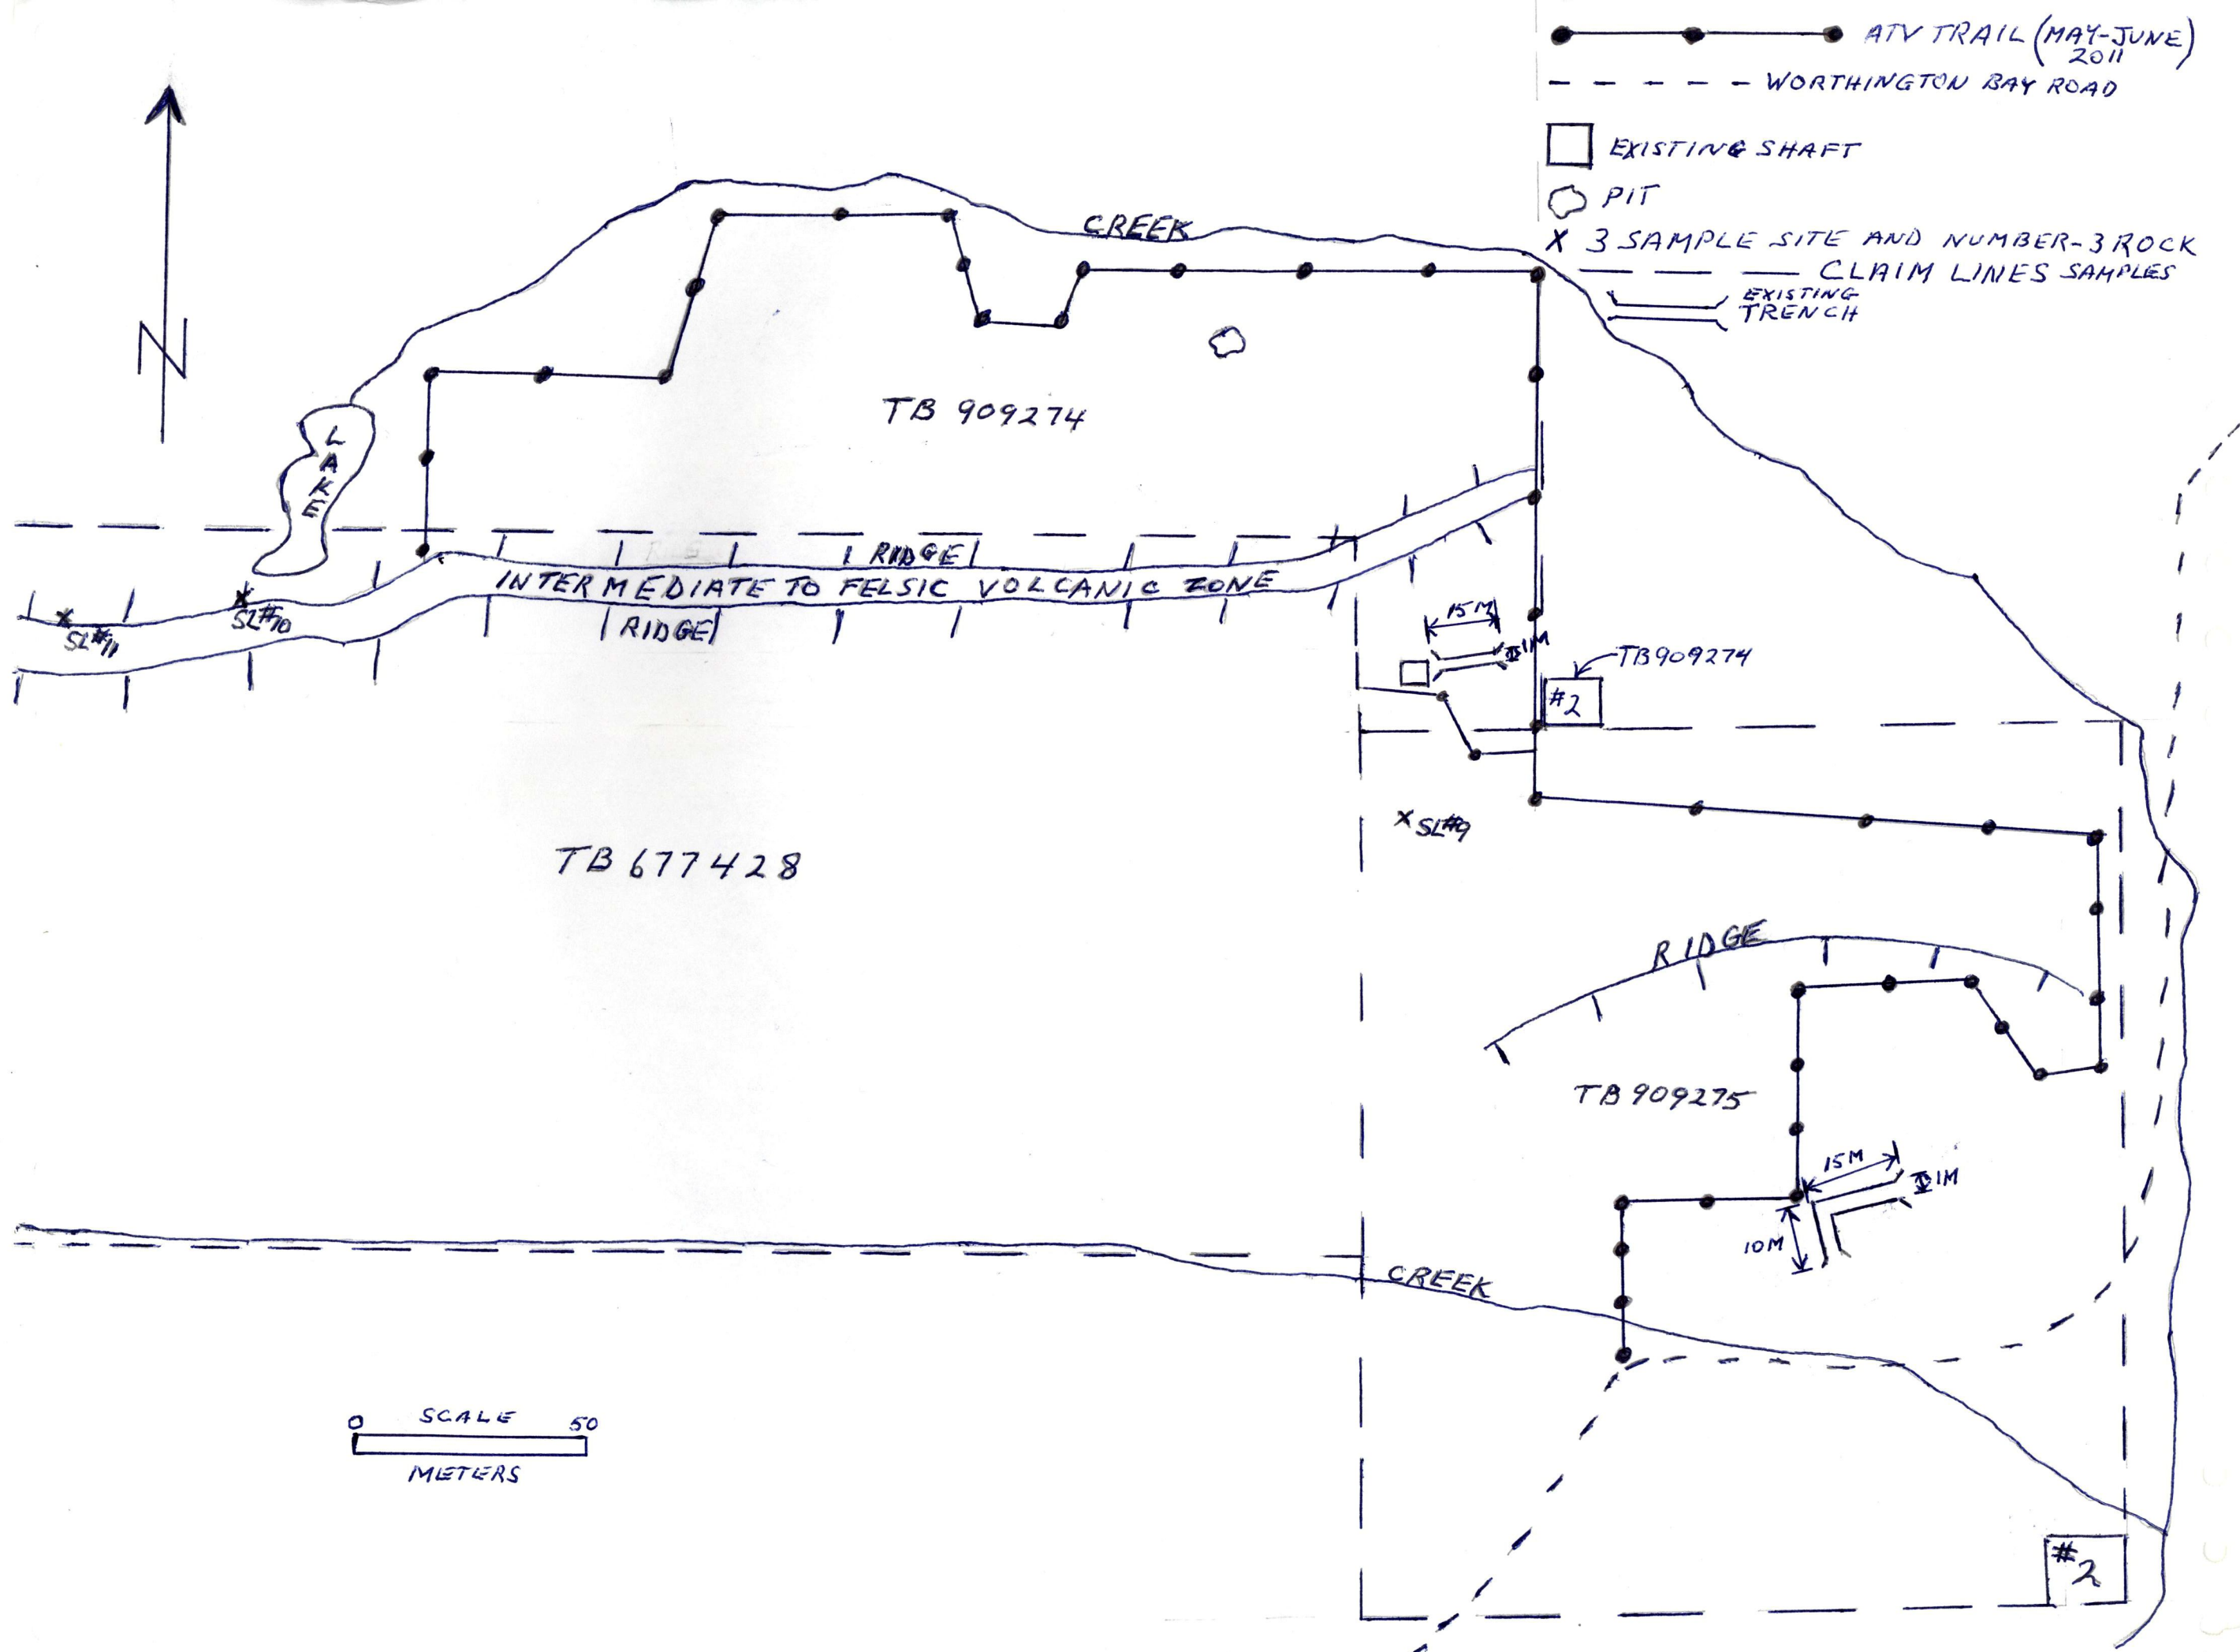 ATV TRAIL (MAY-JUNE)
2011
WORTHINGTON BAY ROAD
EXISTING SHAFT
PIT
X 3 SAMPLE SITE AND NUMBER-3 ROCK
CLAIM LINES SAMPLES
EXISTING
TRENCH
N
CREEK
TB 909274
LAKE
RIDGE
INTERMEDIATE TO FELSIC VOLCANIC ZONE
RIDGE
X SL#10
X SL#11
15M
1M
TB909274
#2
X SL#9
TB 677428
RIDGE
TB 909275
15M
1M
10M
CREEK
0 SCALE 50
METERS
#2